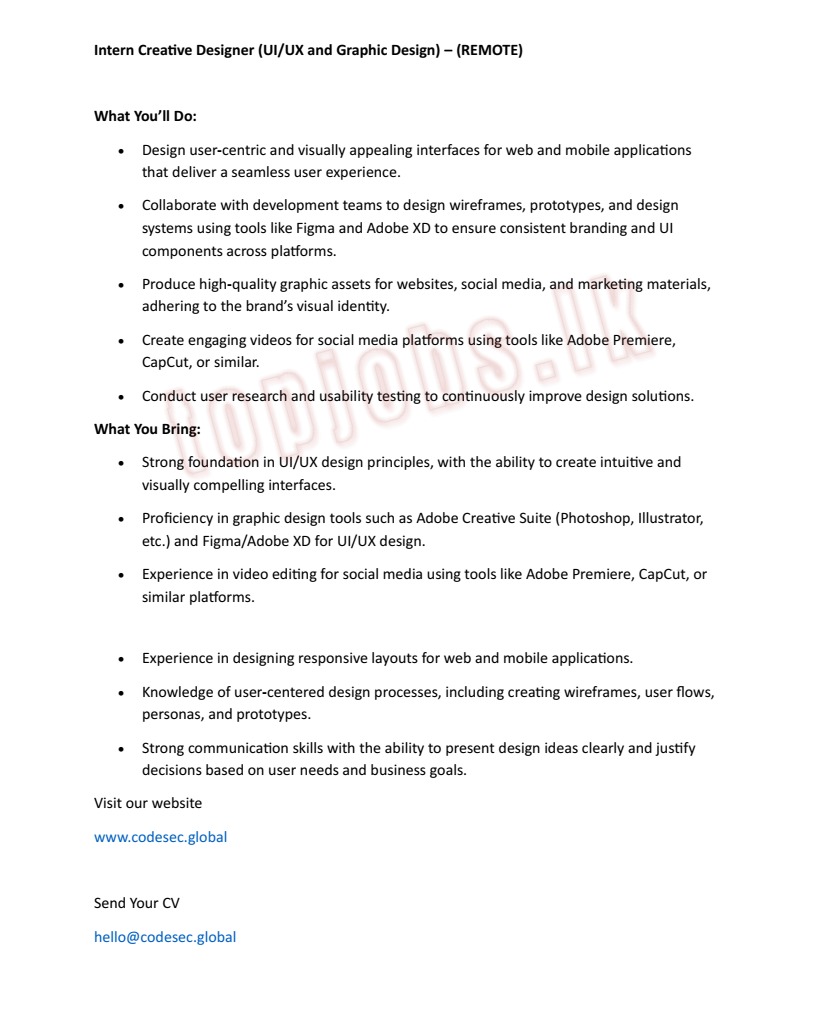 Intern Creative Designer (UI/UX and Graphic Design) – (REMOTE)
What You'll Do:
• Design user-centric and visually appealing interfaces for web and mobile applications
that deliver a seamless user experience.
• Collaborate with development teams to design wireframes, prototypes, and design
systems using tools like Figma and Adobe XD to ensure consistent branding and UI
components across platforms.
• Produce high-quality graphic assets for websites, social media, and marketing materials,
adhering to the brand's visual identity.
• Create engaging videos for social media platforms using tools like Adobe Premiere,
CapCut, or similar.
• Conduct user research and usability testing to continuously improve design solutions.
topjobs.lk
What You Bring:
• Strong foundation in UI/UX design principles, with the ability to create intuitive and
visually compelling interfaces.
• Proficiency in graphic design tools such as Adobe Creative Suite (Photoshop, Illustrator,
etc.) and Figma/Adobe XD for UI/UX design.
• Experience in video editing for social media using tools like Adobe Premiere, CapCut, or
similar platforms.
• Experience in designing responsive layouts for web and mobile applications.
• Knowledge of user-centered design processes, including creating wireframes, user flows,
personas, and prototypes.
• Strong communication skills with the ability to present design ideas clearly and justify
decisions based on user needs and business goals.
Visit our website
www.codesec.global
Send Your CV
hello@codesec.global